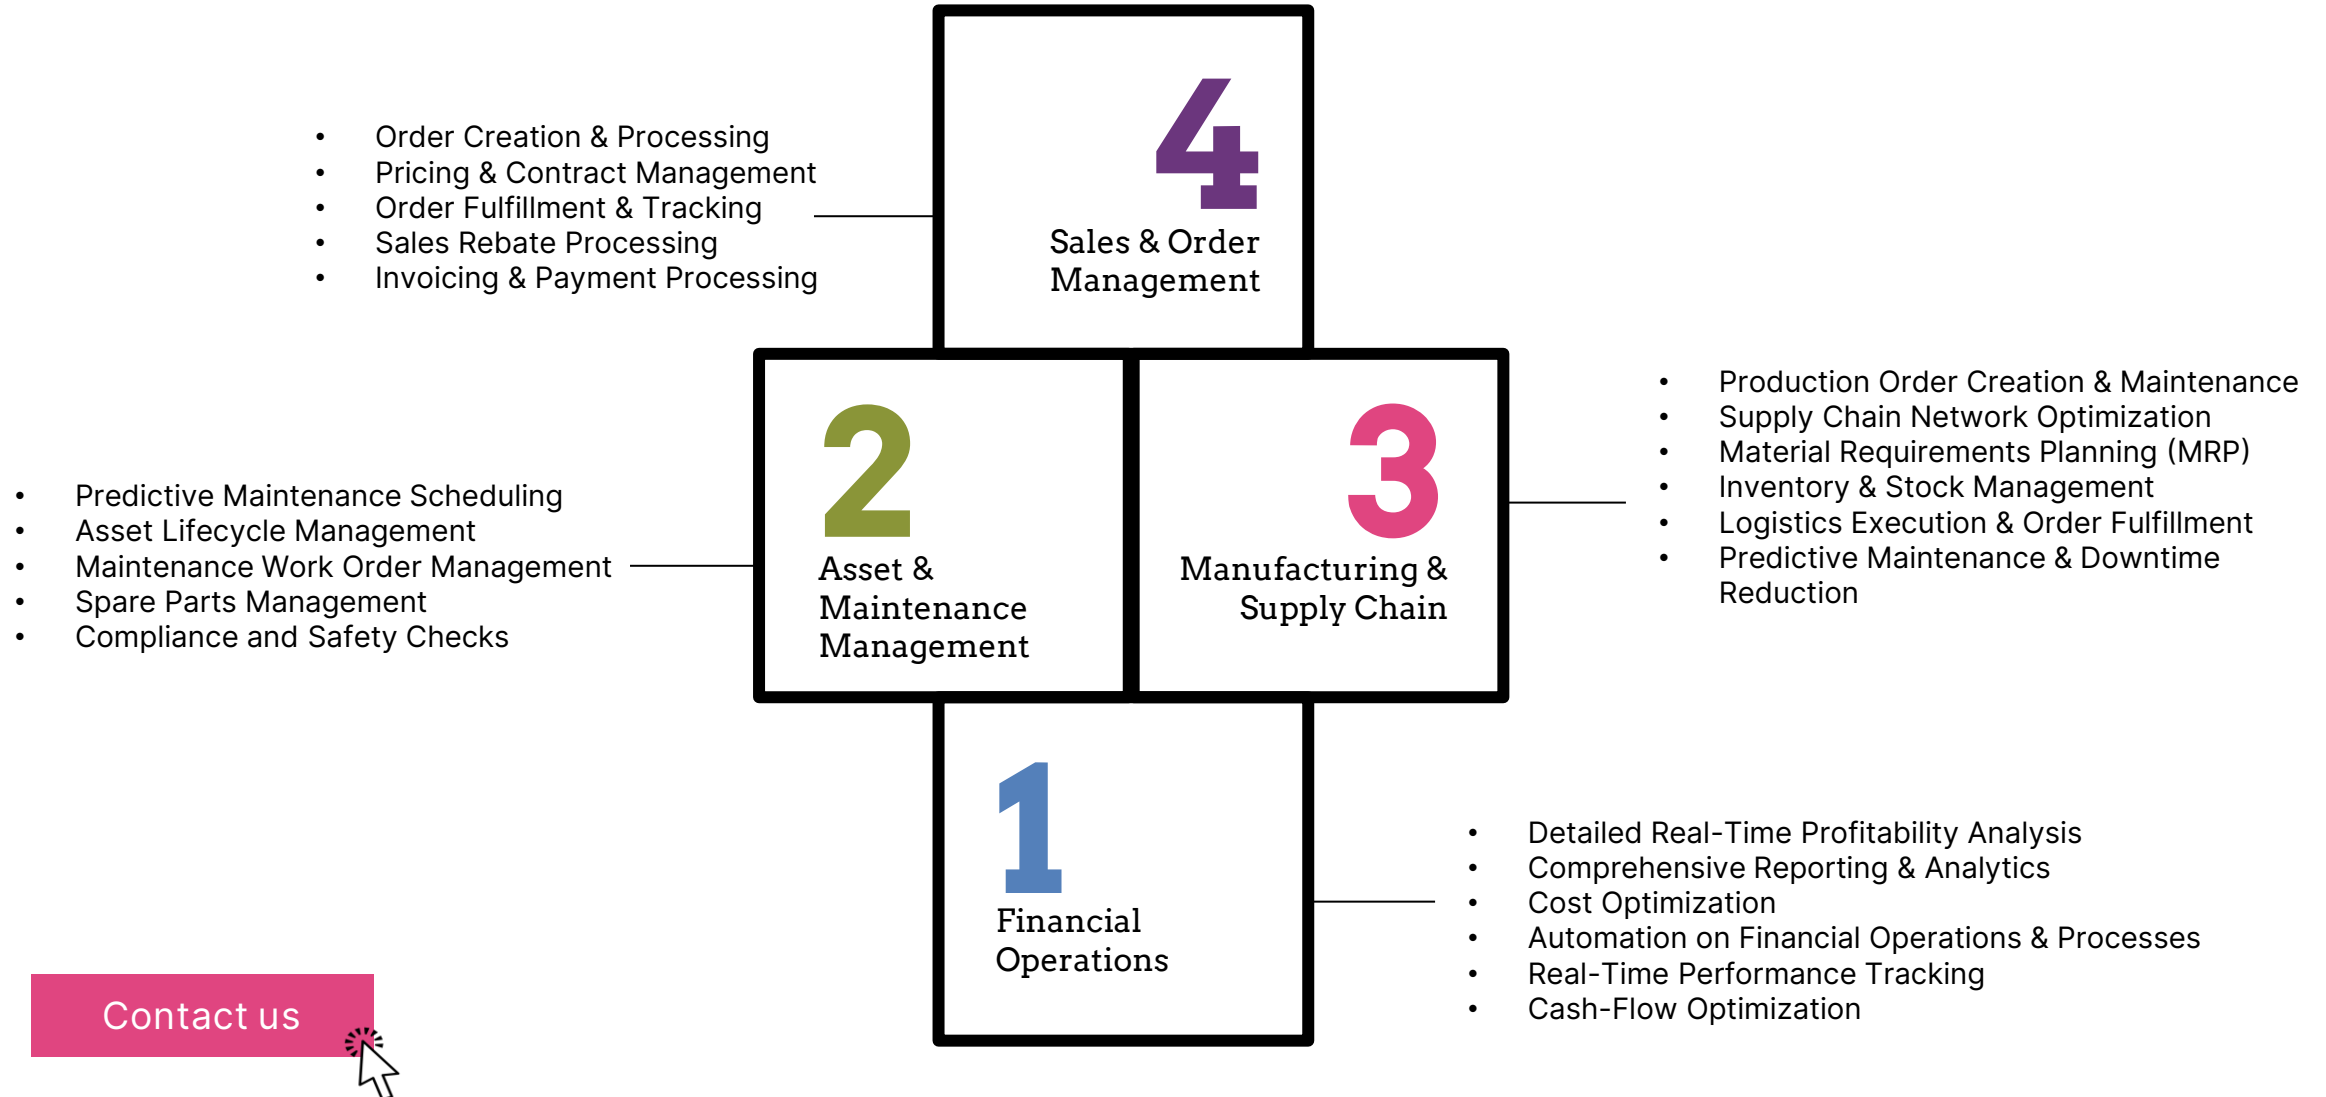 4
Sales & Order
Management
• Order Creation & Processing
• Pricing & Contract Management
• Order Fulfillment & Tracking
• Sales Rebate Processing
• Invoicing & Payment Processing
2
Asset &
Maintenance
Management
• Predictive Maintenance Scheduling
• Asset Lifecycle Management
• Maintenance Work Order Management
• Spare Parts Management
• Compliance and Safety Checks
3
Manufacturing &
Supply Chain
• Production Order Creation & Maintenance
• Supply Chain Network Optimization
• Material Requirements Planning (MRP)
• Inventory & Stock Management
• Logistics Execution & Order Fulfillment
• Predictive Maintenance & Downtime
Reduction
1
Financial
Operations
• Detailed Real-Time Profitability Analysis
• Comprehensive Reporting & Analytics
• Cost Optimization
• Automation on Financial Operations & Processes
• Real-Time Performance Tracking
• Cash-Flow Optimization
Contact us